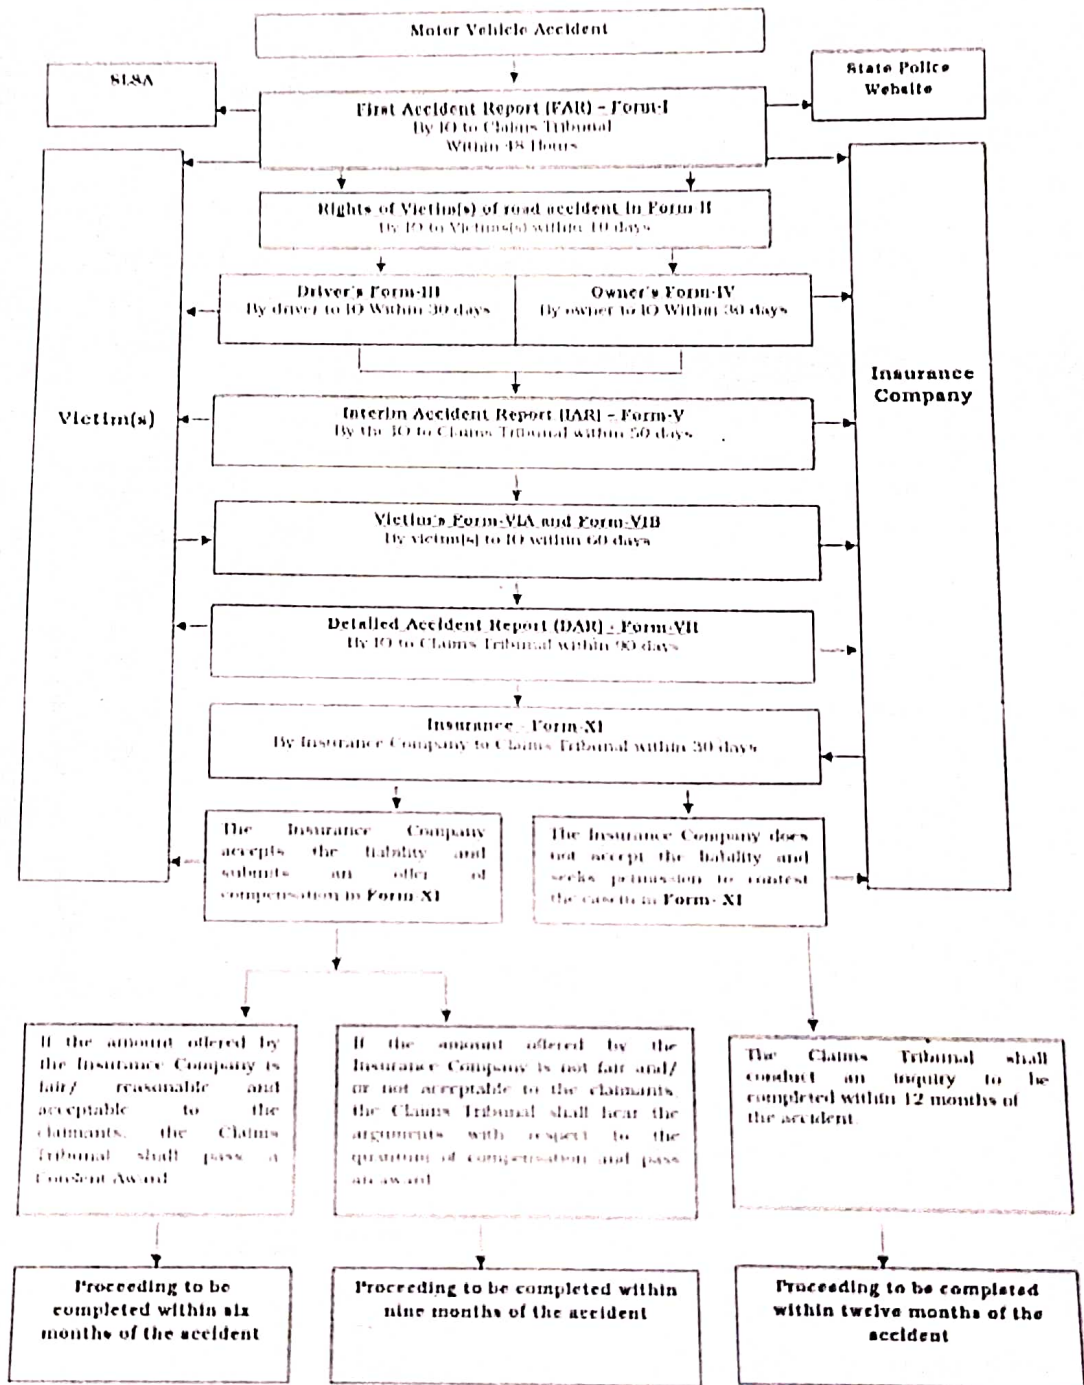 Motor Vehicle Accident
SLSA
State Police
Website
First Accident Report (FAR) – Form-I
By IO to Claims Tribunal
Within 48 Hours
Rights of Victim(s) of road accident in Form-II
By IO to Victims(s) within 10 days
Driver's Form-III
By driver to IO Within 30 days
Owner's Form-IV
By owner to IO Within 30 days
Victim(s)
Insurance
Company
Interim Accident Report (IAR) – Form-V
By the IO to Claims Tribunal within 50 days
Victim's Form-VIA and Form-VIB
By victim[s] to IO within 60 days
Detailed Accident Report (DAR) - Form-VII
By IO to Claims Tribunal within 90 days
Insurance - Form-XI
By Insurance Company to Claims Tribunal within 30 days
The Insurance Company
accepts the liability and
submits an offer of
compensation in Form-XI
The Insurance Company does
not accept the liability and
seeks permission to contest
the case in in Form- XI
If the amount offered by
the Insurance Company is
fair/ reasonable and
acceptable to the
claimants, the Claims
Tribunal shall pass a
Consent Award
If the amount offered by the
Insurance Company is not fair and/
or not acceptable to the claimants,
the Claims Tribunal shall hear the
arguments with respect to the
quantum of compensation and pass
an award
The Claims Tribunal shall
conduct an inquiry to be
completed within 12 months of
the accident.
Proceeding to be
completed within six
months of the accident
Proceeding to be completed within
nine months of the accident
Proceeding to be completed
within twelve months of the
accident